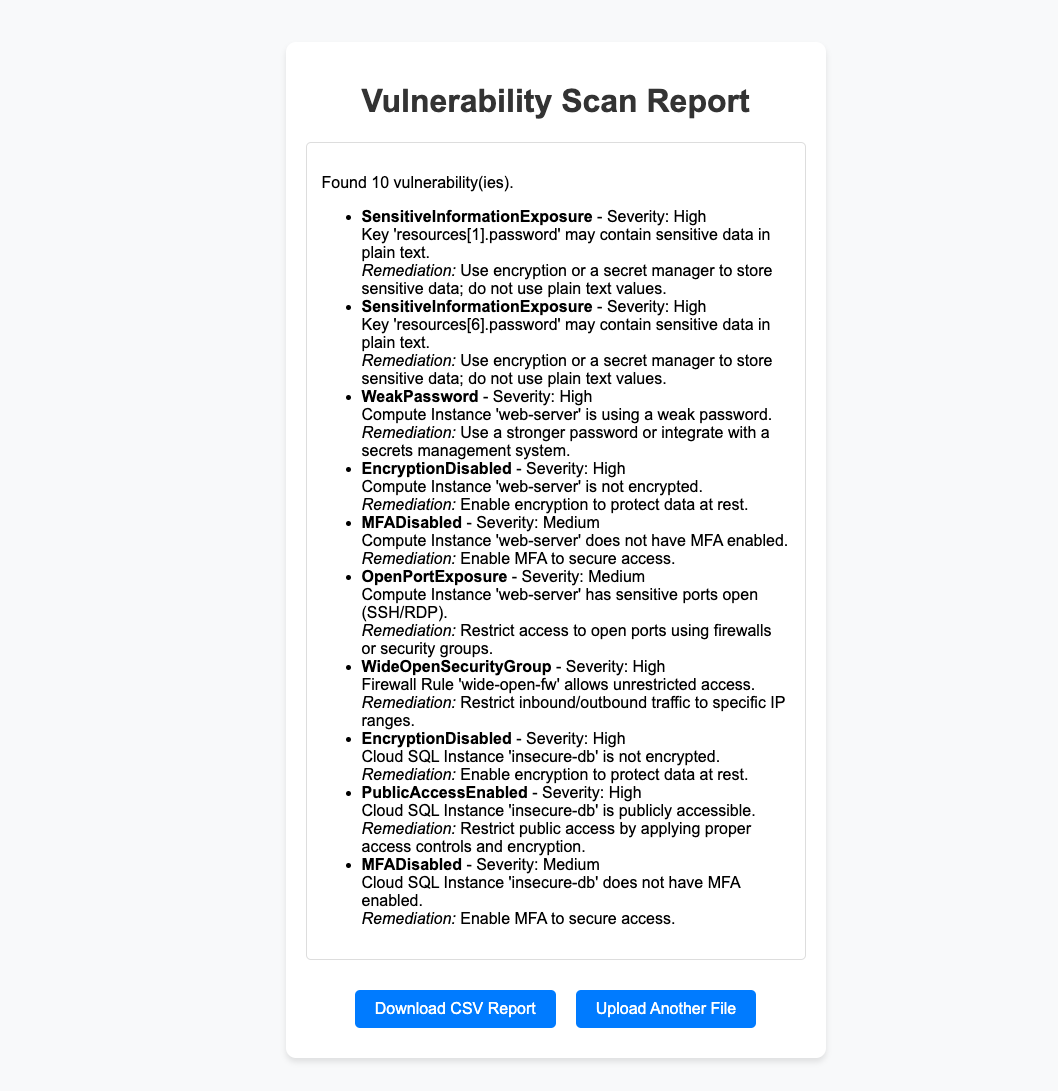 Vulnerability Scan Report
Found 10 vulnerability(ies).
• SensitiveInformationExposure - Severity: High
Key 'resources[1].password' may contain sensitive data in
plain text.
Remediation: Use encryption or a secret manager to store
sensitive data; do not use plain text values.
• SensitiveInformationExposure - Severity: High
Key 'resources[6].password' may contain sensitive data in
plain text.
Remediation: Use encryption or a secret manager to store
sensitive data; do not use plain text values.
• WeakPassword - Severity: High
Compute Instance 'web-server' is using a weak password.
Remediation: Use a stronger password or integrate with a
secrets management system.
• EncryptionDisabled - Severity: High
Compute Instance 'web-server' is not encrypted.
Remediation: Enable encryption to protect data at rest.
• MFADisabled - Severity: Medium
Compute Instance 'web-server' does not have MFA enabled.
Remediation: Enable MFA to secure access.
• OpenPortExposure - Severity: Medium
Compute Instance 'web-server' has sensitive ports open
(SSH/RDP).
Remediation: Restrict access to open ports using firewalls
or security groups.
• WideOpenSecurityGroup - Severity: High
Firewall Rule 'wide-open-fw' allows unrestricted access.
Remediation: Restrict inbound/outbound traffic to specific IP
ranges.
• EncryptionDisabled - Severity: High
Cloud SQL Instance 'insecure-db' is not encrypted.
Remediation: Enable encryption to protect data at rest.
• PublicAccessEnabled - Severity: High
Cloud SQL Instance 'insecure-db' is publicly accessible.
Remediation: Restrict public access by applying proper
access controls and encryption.
• MFADisabled - Severity: Medium
Cloud SQL Instance 'insecure-db' does not have MFA
enabled.
Remediation: Enable MFA to secure access.
Download CSV Report
Upload Another File